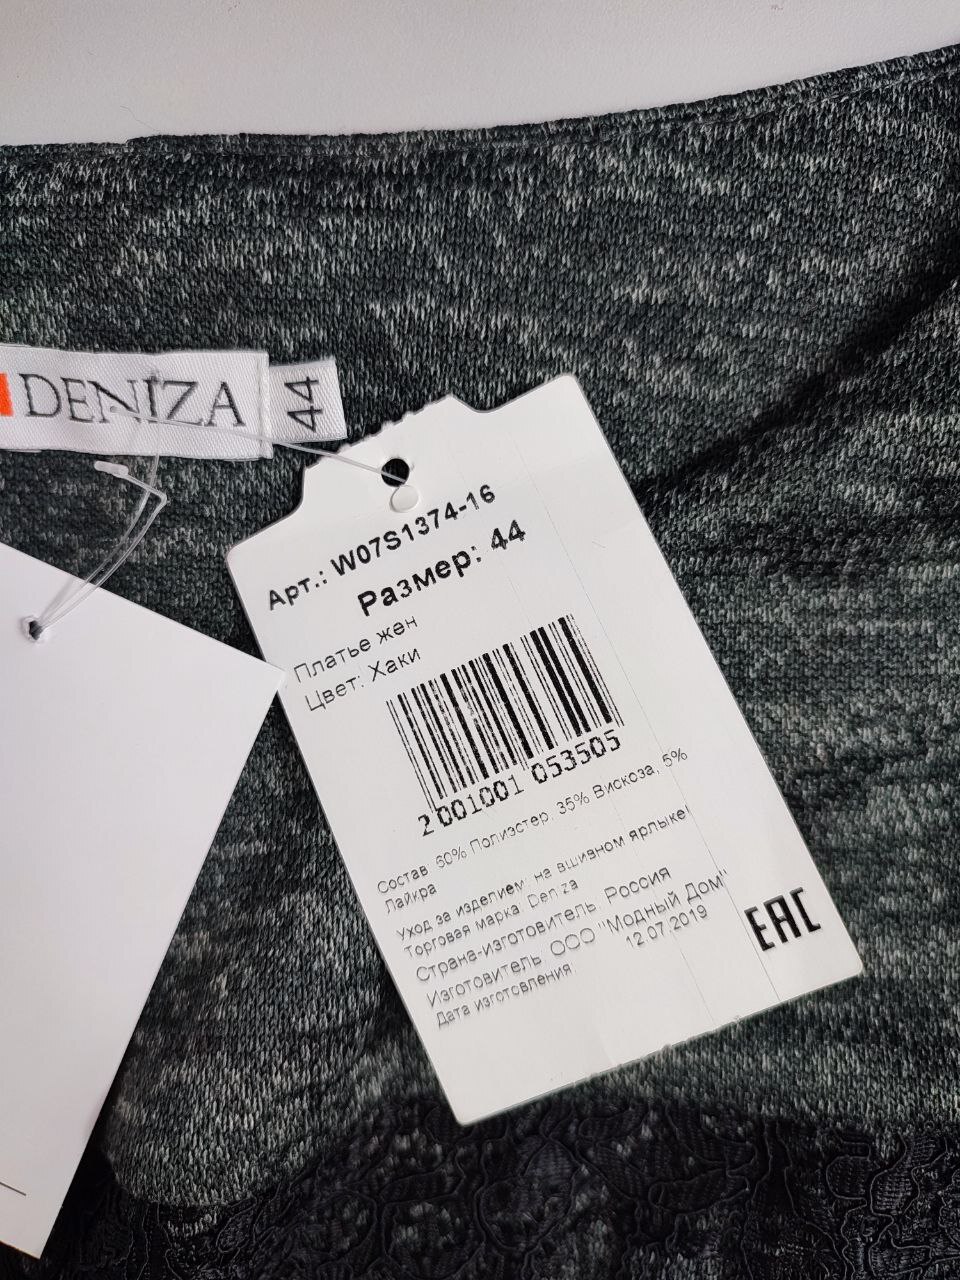 DENIZA
44
Арт.: W07S1374-16
Размер: 44
Платье жен
Цвет: Хаки
2 001001 053505
Состав: 60% Полиэстер, 35% Вискоза, 5%
Лайкра
Уход за изделием: на вшивном ярлыке
Торговая марка: Deniza
Страна-изготовитель: Россия
Изготовитель: ООО "Модный Дом"
Дата изготовления: 12.07.2019
EAC